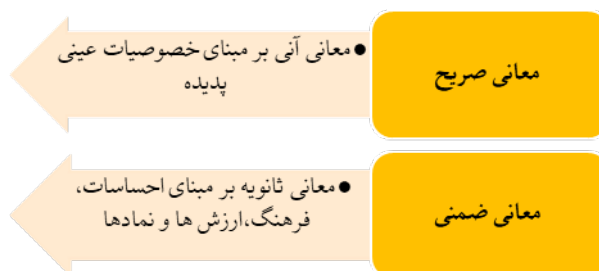 معانی صریح
●معانی آنی بر مبنای خصوصیات عینی
پدیده
معانی ضمنی
●معانی ثانویه بر مبنای احساسات،
فرهنگ،ارزش ها و نمادها